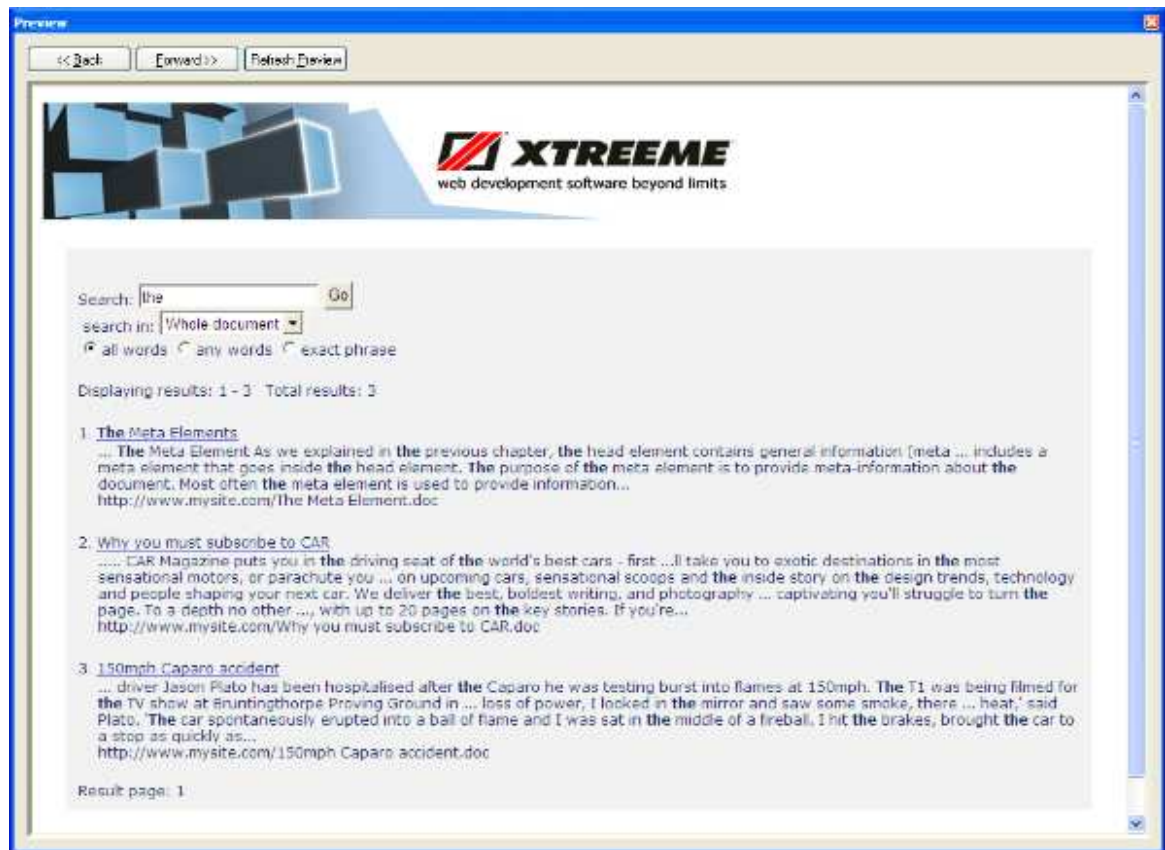 Preview
<< Back Forward >> Refresh Preview
XTREEME
web development software beyond limits
Search: the Go
search in: Whole document
all words any words exact phrase
Displaying results: 1 - 3 Total results: 3
1. The Meta Elements
... The Meta Element As we explained in the previous chapter, the head element contains general information (meta ... includes a
meta element that goes inside the head element. The purpose of the meta element is to provide meta-information about the
document. Most often the meta element is used to provide information...
http://www.mysite.com/The Meta Element.doc
2. Why you must subscribe to CAR
..... CAR Magazine puts you in the driving seat of the world's best cars - first ...ll take you to exotic destinations in the most
sensational motors, or parachute you ... on upcoming cars, sensational scoops and the inside story on the design trends, technology
and people shaping your next car. We deliver the best, boldest writing, and photography ... captivating you'll struggle to turn the
page. To a depth no other ..., with up to 20 pages on the key stories. If you're...
http://www.mysite.com/Why you must subscribe to CAR.doc
3. 150mph Caparo accident
... driver Jason Plato has been hospitalised after the Caparo he was testing burst into flames at 150mph. The T1 was being filmed for
the TV show at Bruntingthorpe Proving Ground in ... loss of power, I looked in the mirror and saw some smoke, there ... heat,' said
Plato. 'The car spontaneously erupted into a ball of flame and I was sat in the middle of a fireball. I hit the brakes, brought the car to
a stop as quickly as...
http://www.mysite.com/150mph Caparo accident.doc
Result page: 1